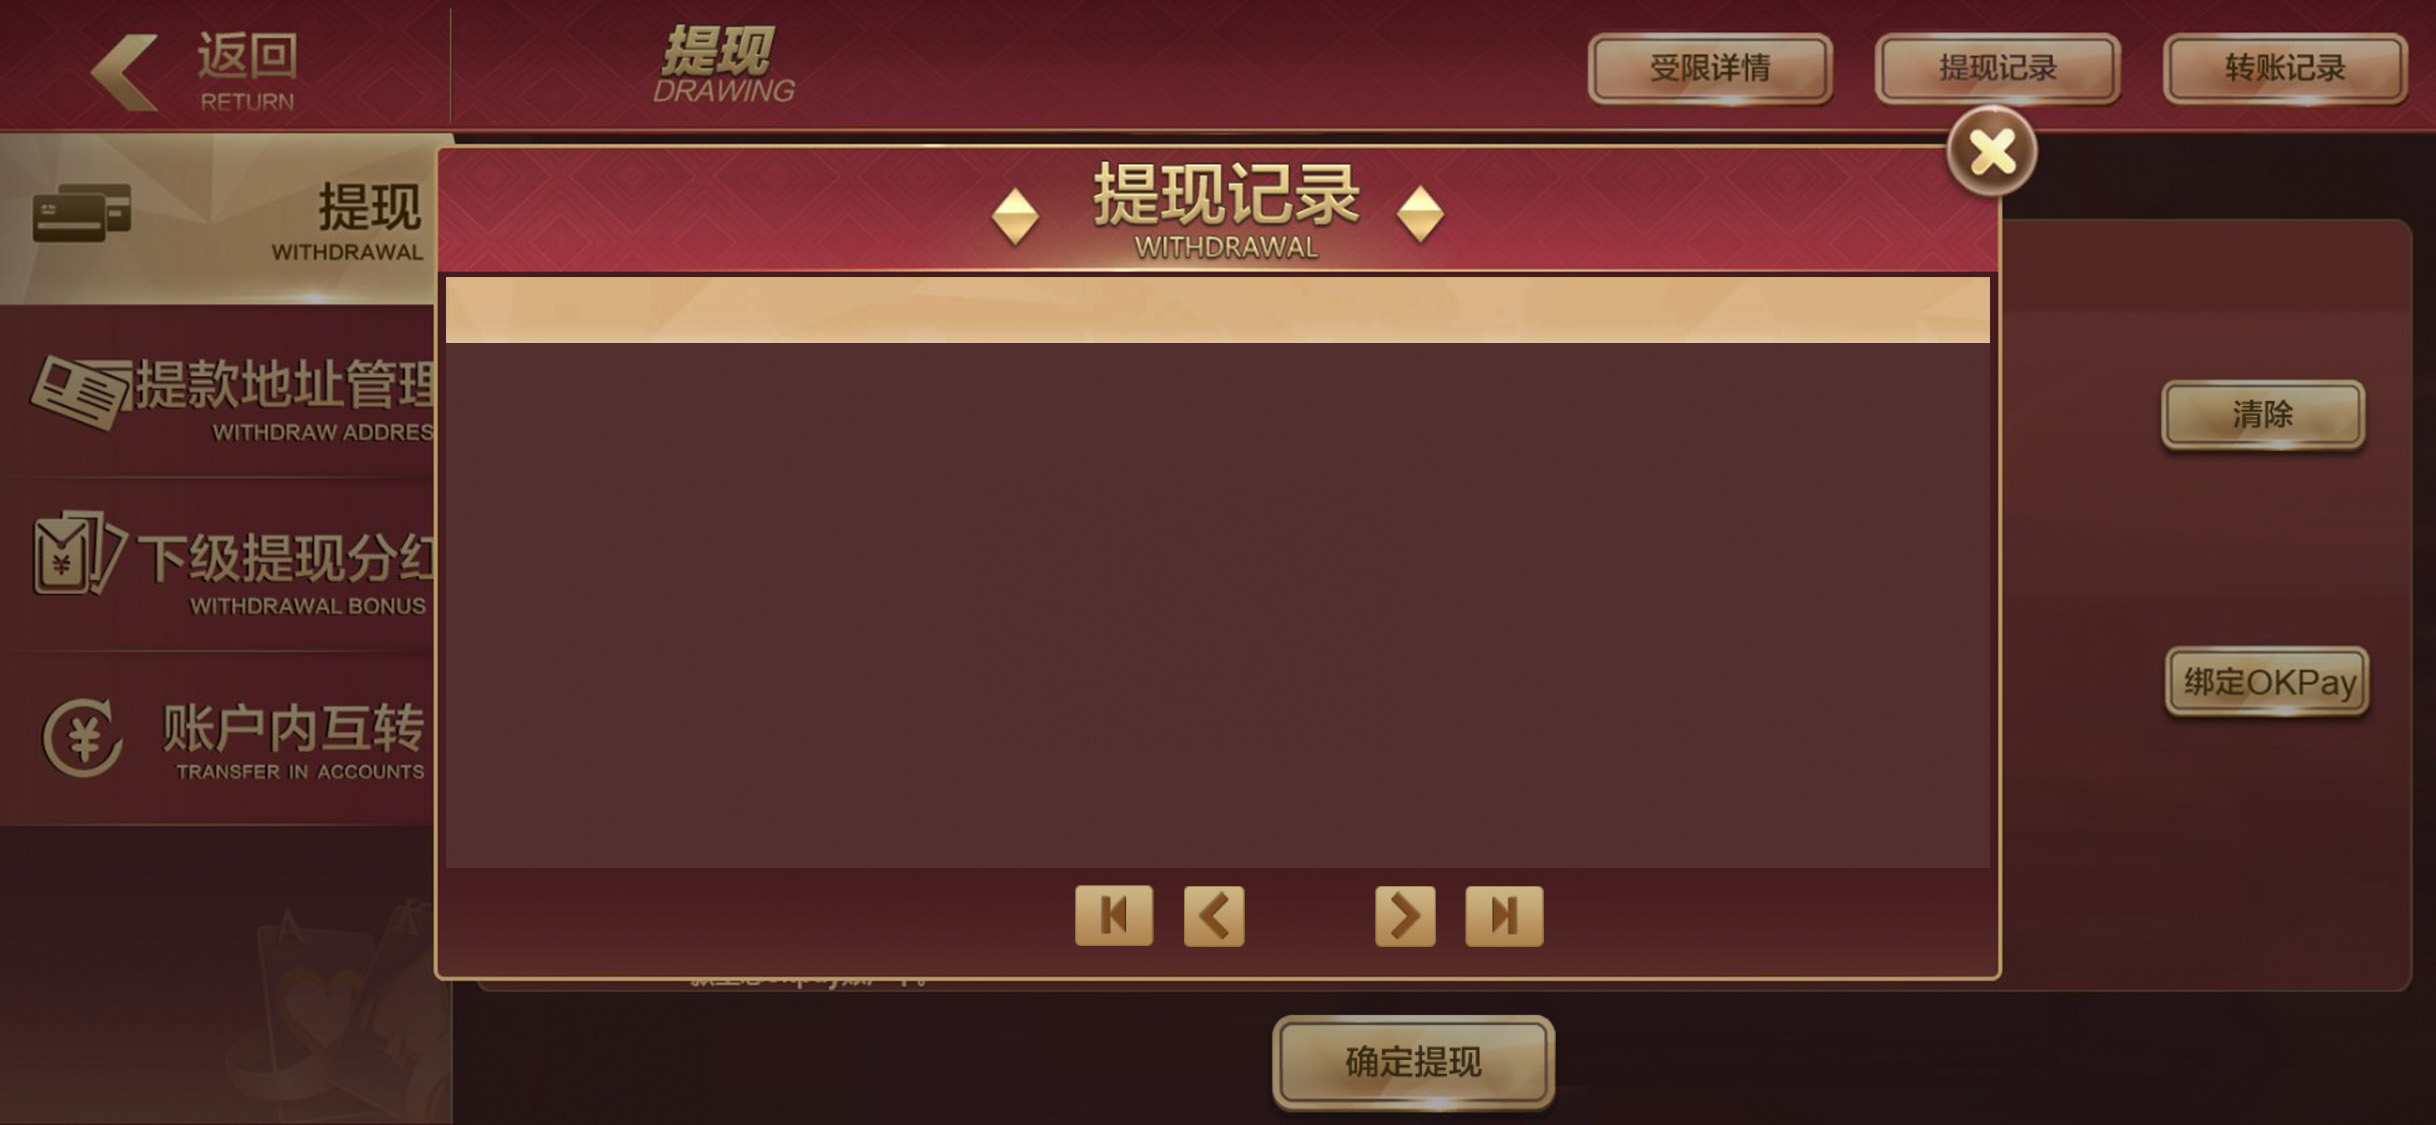 返回
RETURN
提现
DRAWING
受限详情
提现记录
转账记录
提现
WITHDRAWAL
提现记录
WITHDRAWAL
提款地址管理
WITHDRAW ADDRES
清除
下级提现分红
WITHDRAWAL BONUS
绑定OKPay
账户内互转
TRANSFER IN ACCOUNTS
确定提现